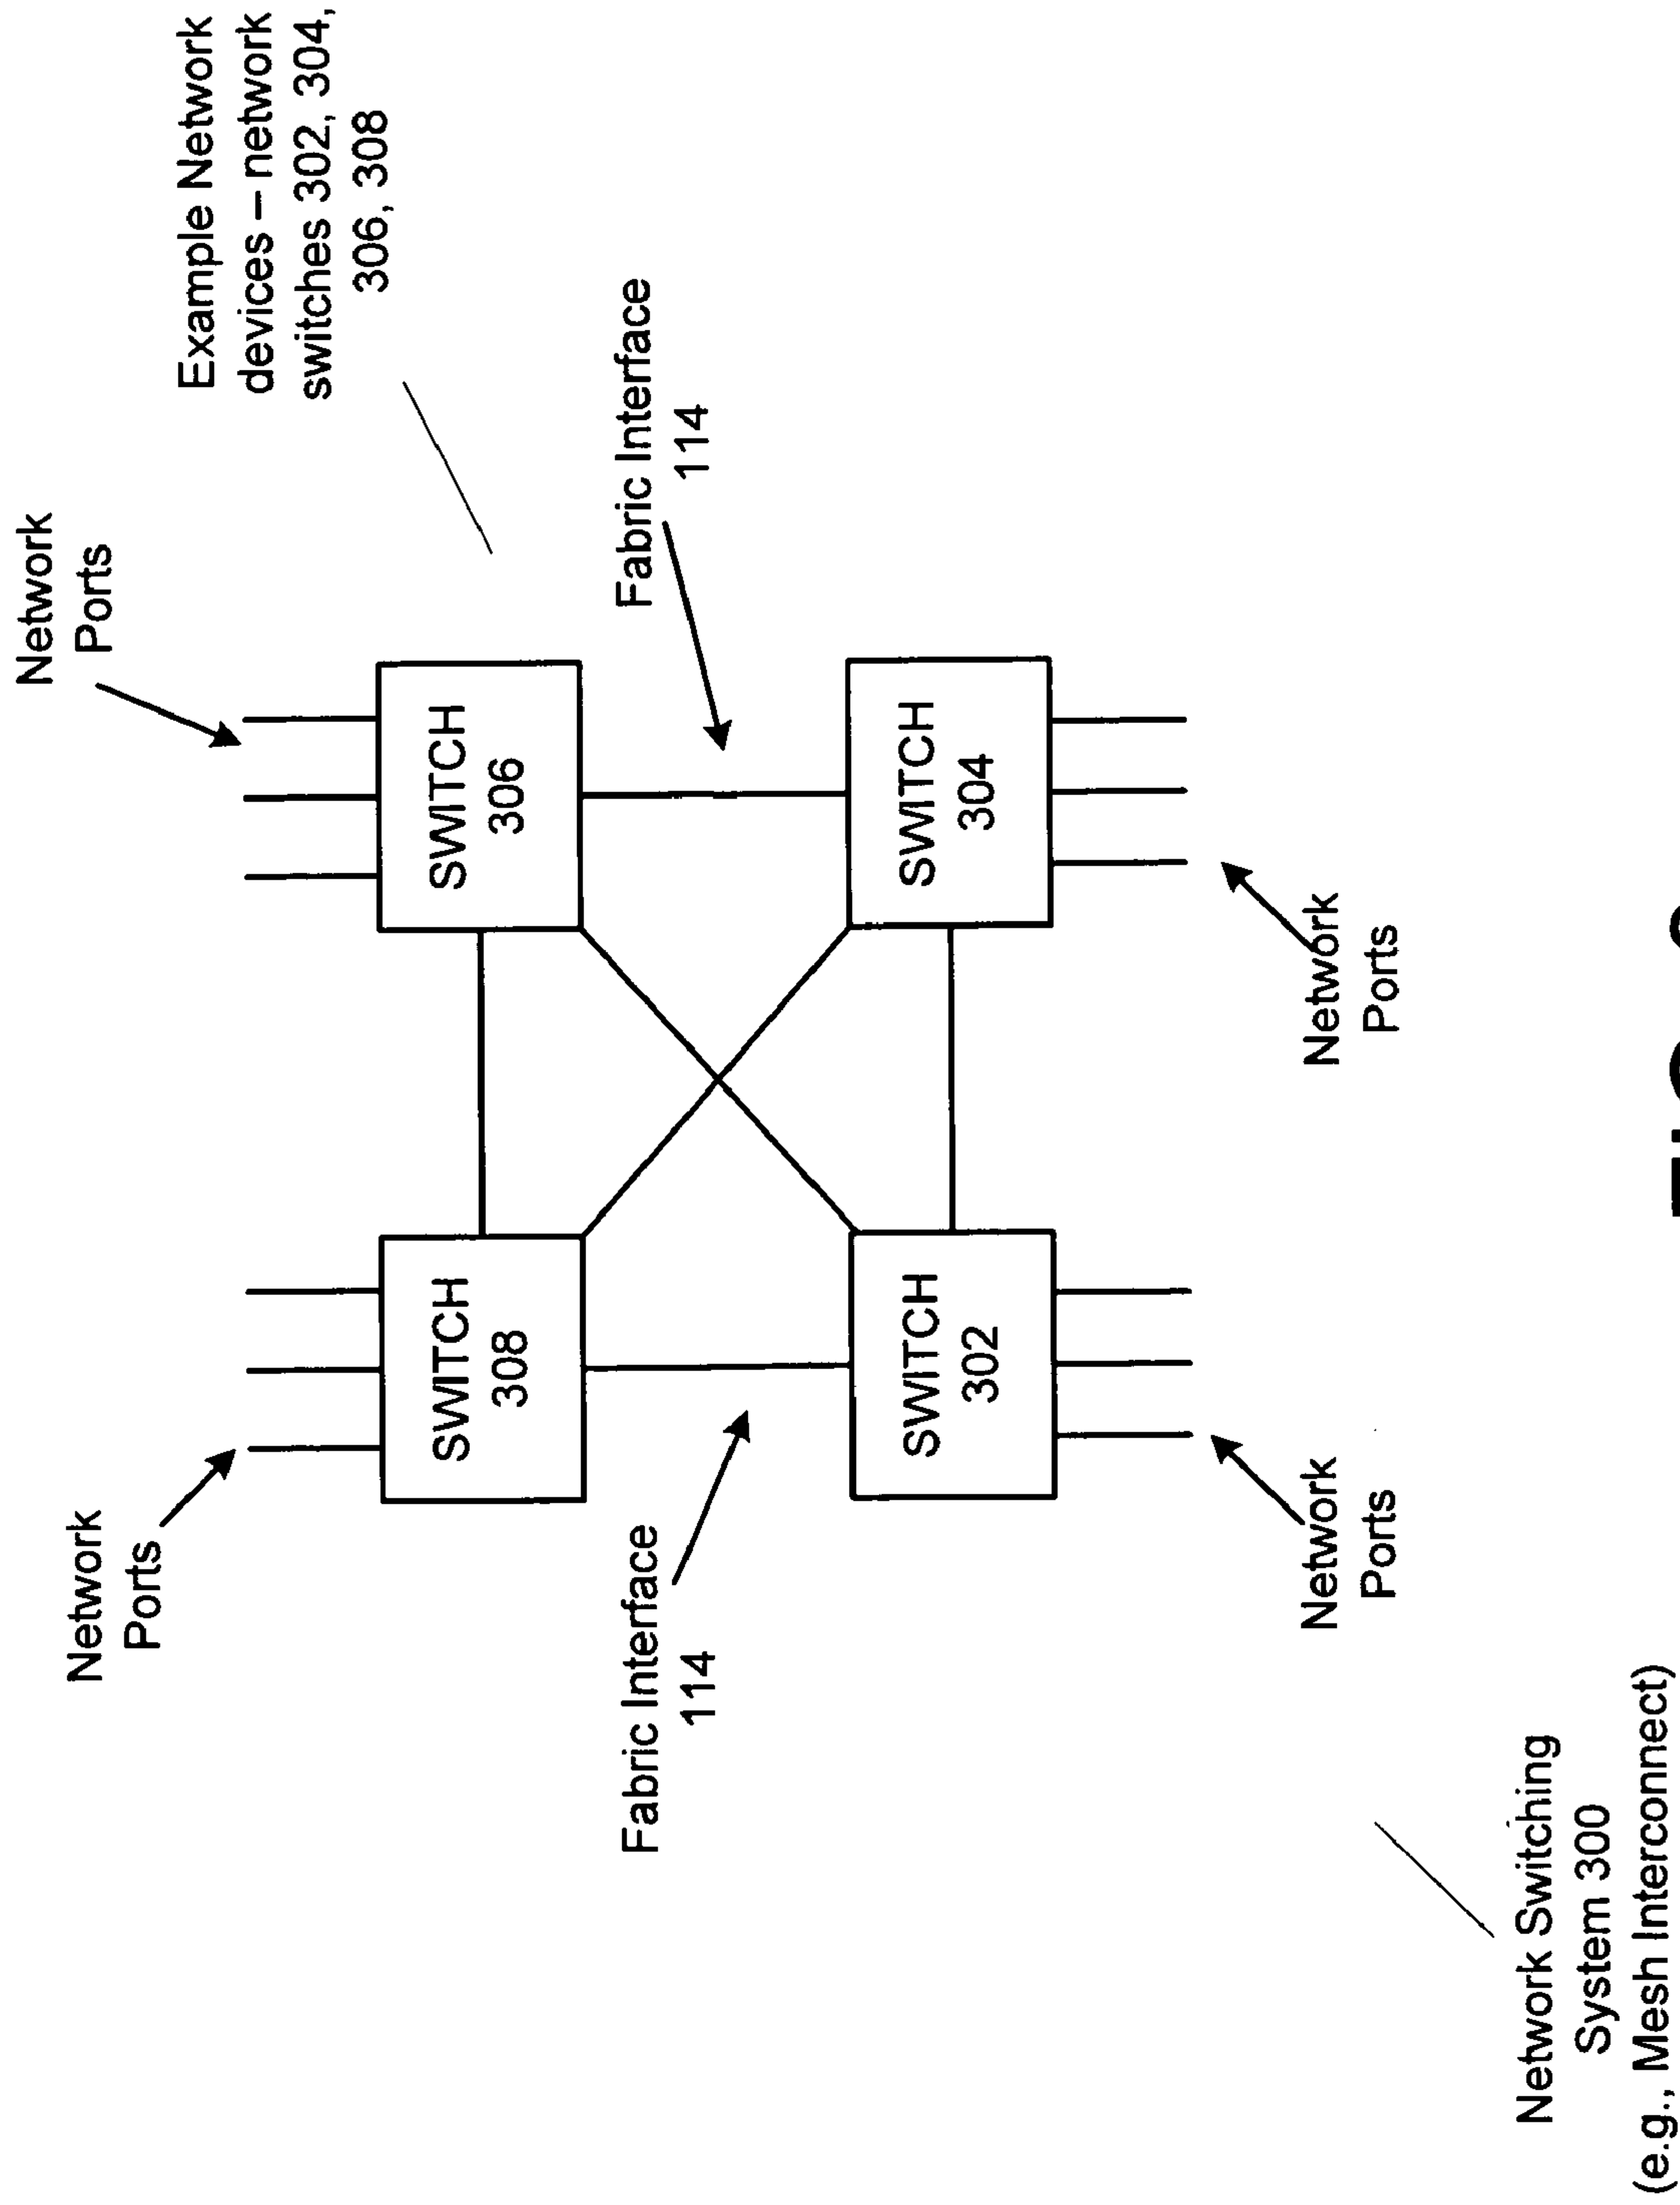 Network
Ports
Network
Ports
Example Network
devices – network
switches 302, 304,
306, 308
Fabric Interface
114
Fabric Interface
114
SWITCH
308
SWITCH
306
SWITCH
302
SWITCH
304
Network
Ports
Network
Ports
Network Switching
System 300
(e.g., Mesh Interconnect)